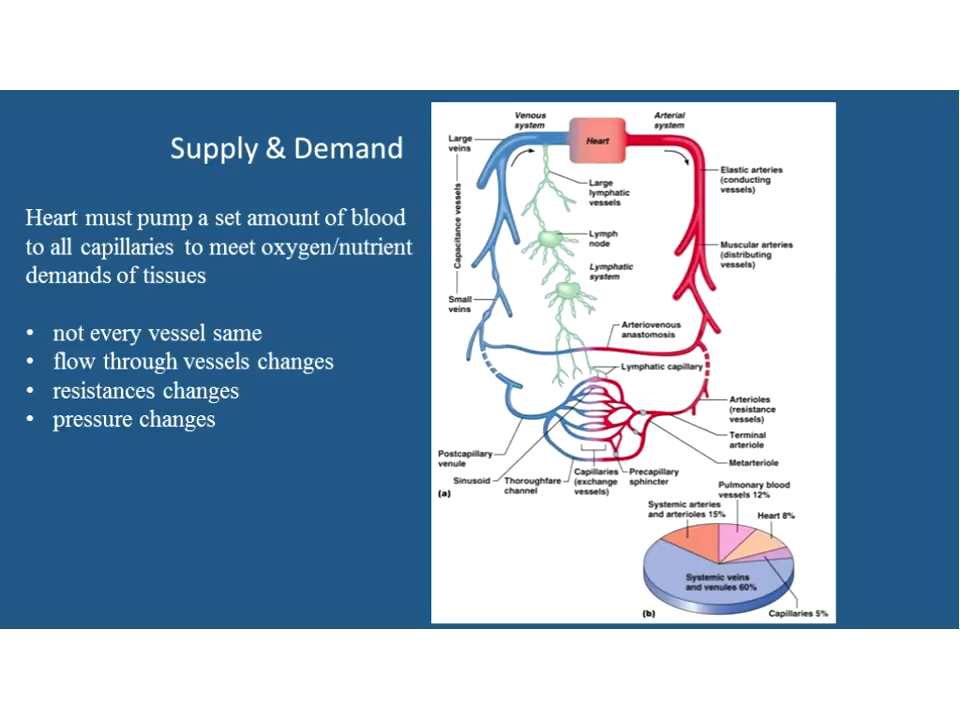 Supply & Demand
Heart must pump a set amount of blood
to all capillaries to meet oxygen/nutrient
demands of tissues
• not every vessel same
• flow through vessels changes
• resistances changes
• pressure changes
Venous
system
Arterial
system
Heart
Large
veins
Capacitance vessels
Small
veins
Large
lymphatic
vessels
Lymph
node
Lymphatic
system
Elastic arteries
(conducting
vessels)
Muscular arteries
(distributing
vessels)
Arteriovenous
anastomosis
Lymphatic capillary
Arterioles
(resistance
vessels)
Terminal
arteriole
Metarteriole
Postcapillary
venule
Sinusoid
Thoroughfare
channel
Capillaries
(exchange
vessels)
Precapillary
sphincter
(a)
Pulmonary blood
vessels 12%
Systemic arteries
and arterioles 15%
Heart 8%
Systemic veins
and venules 60%
Capillaries 5%
(b)